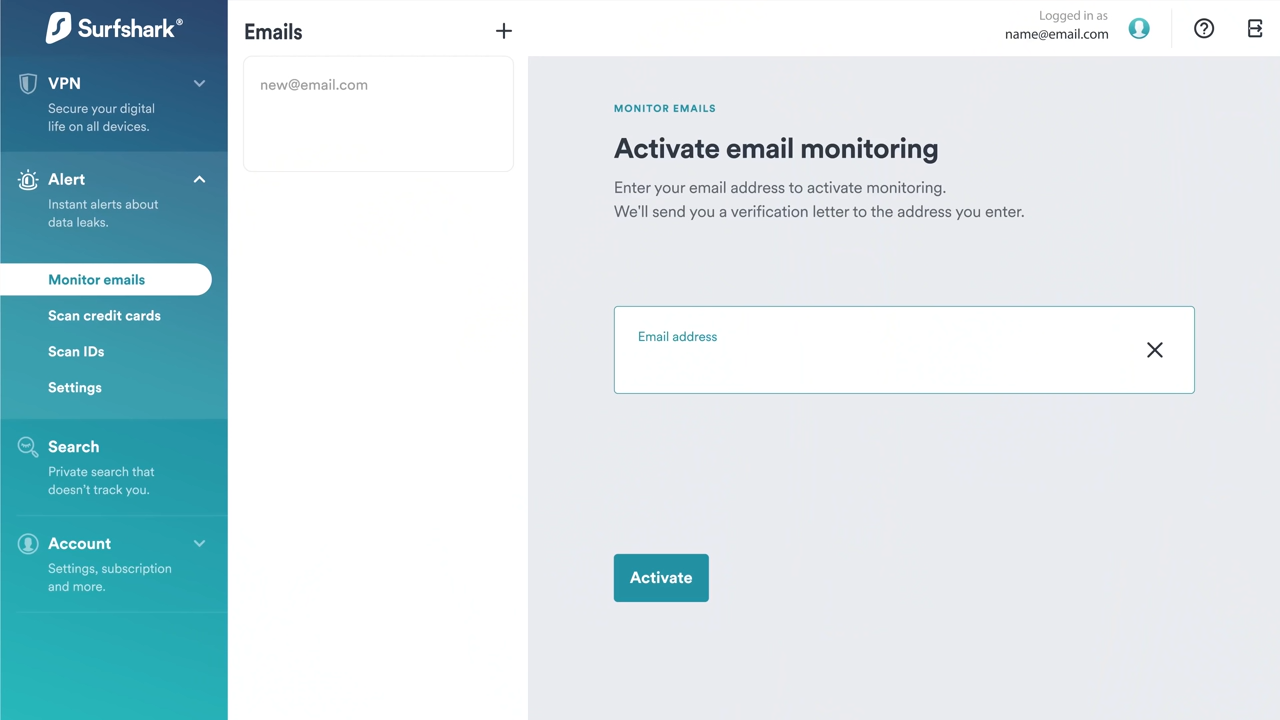 Surfshark®
VPN
Secure your digital
life on all devices.
Alert
Instant alerts about
data leaks.
Monitor emails
Scan credit cards
Scan IDs
Settings
Search
Private search that
doesn't track you.
Account
Settings, subscription
and more.
Emails
new@email.com
Logged in as
name@email.com
MONITOR EMAILS
Activate email monitoring
Enter your email address to activate monitoring.
We'll send you a verification letter to the address you enter.
Email address
Activate